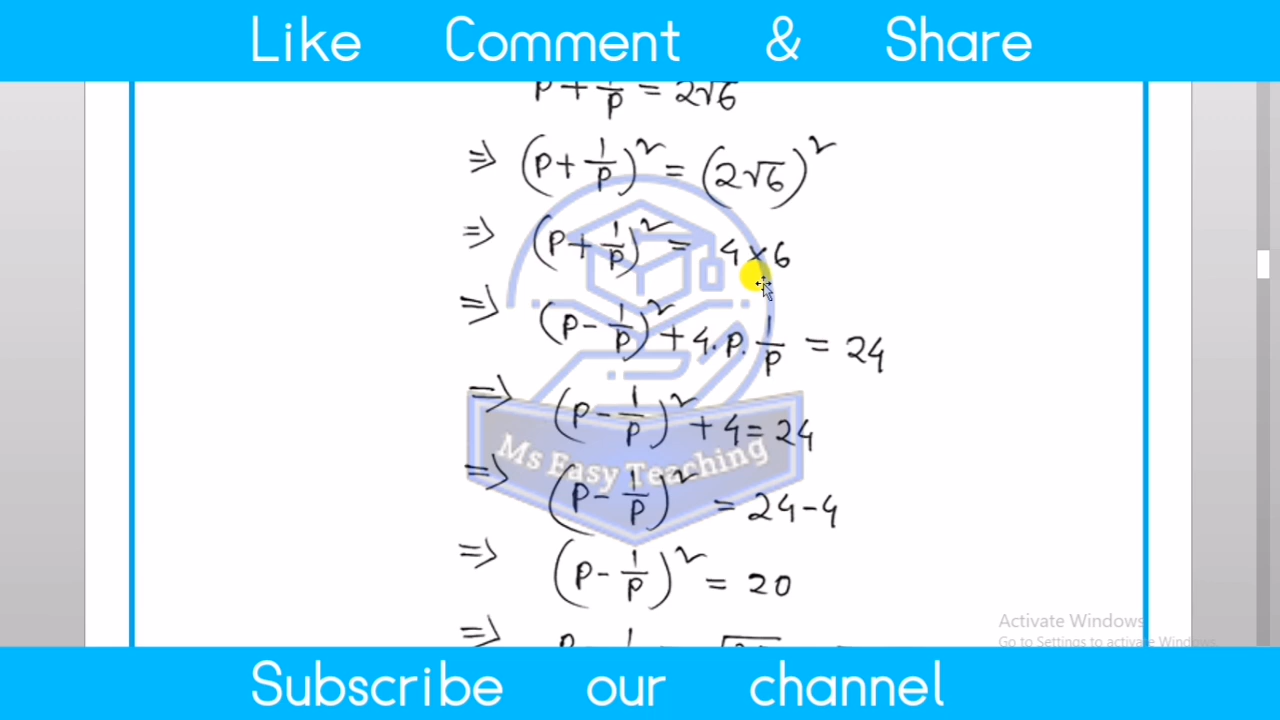 Like Comment & Share
P + 1/P = 2√6
⇒ (P + 1/P)² = (2√6)²
⇒ (P + 1/P)² = 4×6
⇒ (P - 1/P)² + 4.P.1/P = 24
⇒ (P - 1/P)² + 4 = 24
Ms Easy Teaching
⇒ (P - 1/P)² = 24-4
⇒ (P - 1/P)² = 20
⇒
Activate Windows
Go to Settings to activate Windows.
Subscribe our channel